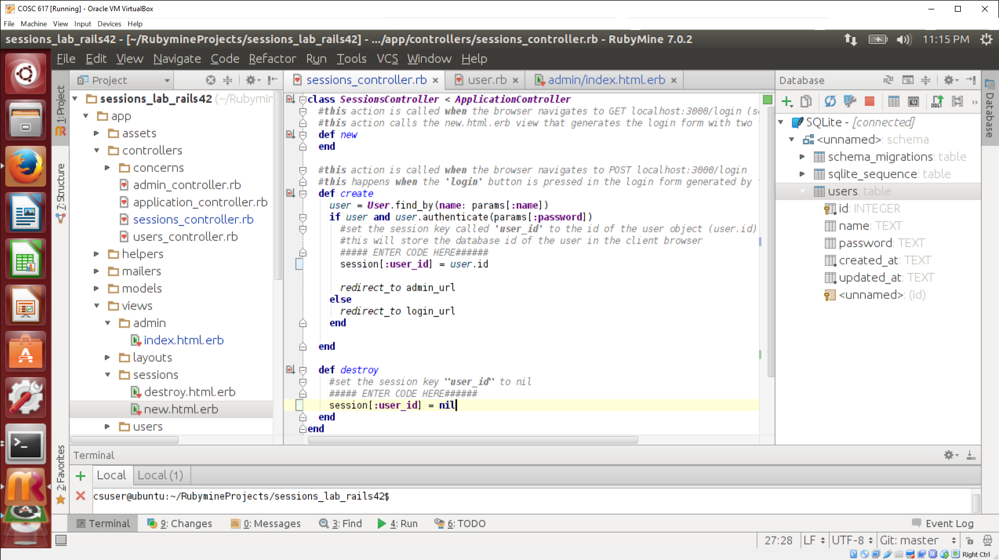 COSC 617 [Running] - Oracle VM VirtualBox
File Machine View Input Devices Help
sessions_lab_rails42 - [~/RubymineProjects/sessions_lab_rails42] - .../app/controllers/sessions_controller.rb - RubyMine 7.0.2
11:15 PM
File Edit View Navigate Code Refactor Run Tools VCS Window Help
1: Project
7: Structure
2: Favorites
Project
sessions_lab_rails42 (~/Rubymin
app
assets
controllers
concerns
admin_controller.rb
application_controller.rb
sessions_controller.rb
users_controller.rb
helpers
mailers
models
views
admin
index.html.erb
layouts
sessions
destroy.html.erb
new.html.erb
users
sessions_controller.rb user.rb admin/index.html.erb
class SessionsController < ApplicationController
#this action is called when the browser navigates to GET localhost:3000/login (se
#this action calls the new.html.erb view that generates the login form with two
def new
end
#this action is called when the browser navigates to POST localhost:3000/login
#this happens when the 'login' button is pressed in the login form generated by
def create
user = User.find_by(name: params[:name])
if user and user.authenticate(params[:password])
#set the session key called 'user_id' to the id of the user object (user.id)
#this will store the database id of the user in the client browser
##### ENTER CODE HERE######
session[:user_id] = user.id
redirect_to admin_url
else
redirect_to login_url
end
end
def destroy
#set the session key "user_id" to nil
##### ENTER CODE HERE######
session[:user_id] = nil
end
end
Database
SQLite - [connected]
<unnamed>: schema
schema_migrations: table
sqlite_sequence: table
users: table
id: INTEGER
name: TEXT
password: TEXT
created_at: TEXT
updated_at: TEXT
<unnamed>: (id)
Database
Terminal
Local Local (1)
csuser@ubuntu:~/RubymineProjects/sessions_lab_rails42$
Terminal 9: Changes 0: Messages 3: Find 4: Run 6: TODO Event Log
27:28 LF UTF-8 Git: master
Right Ctrl